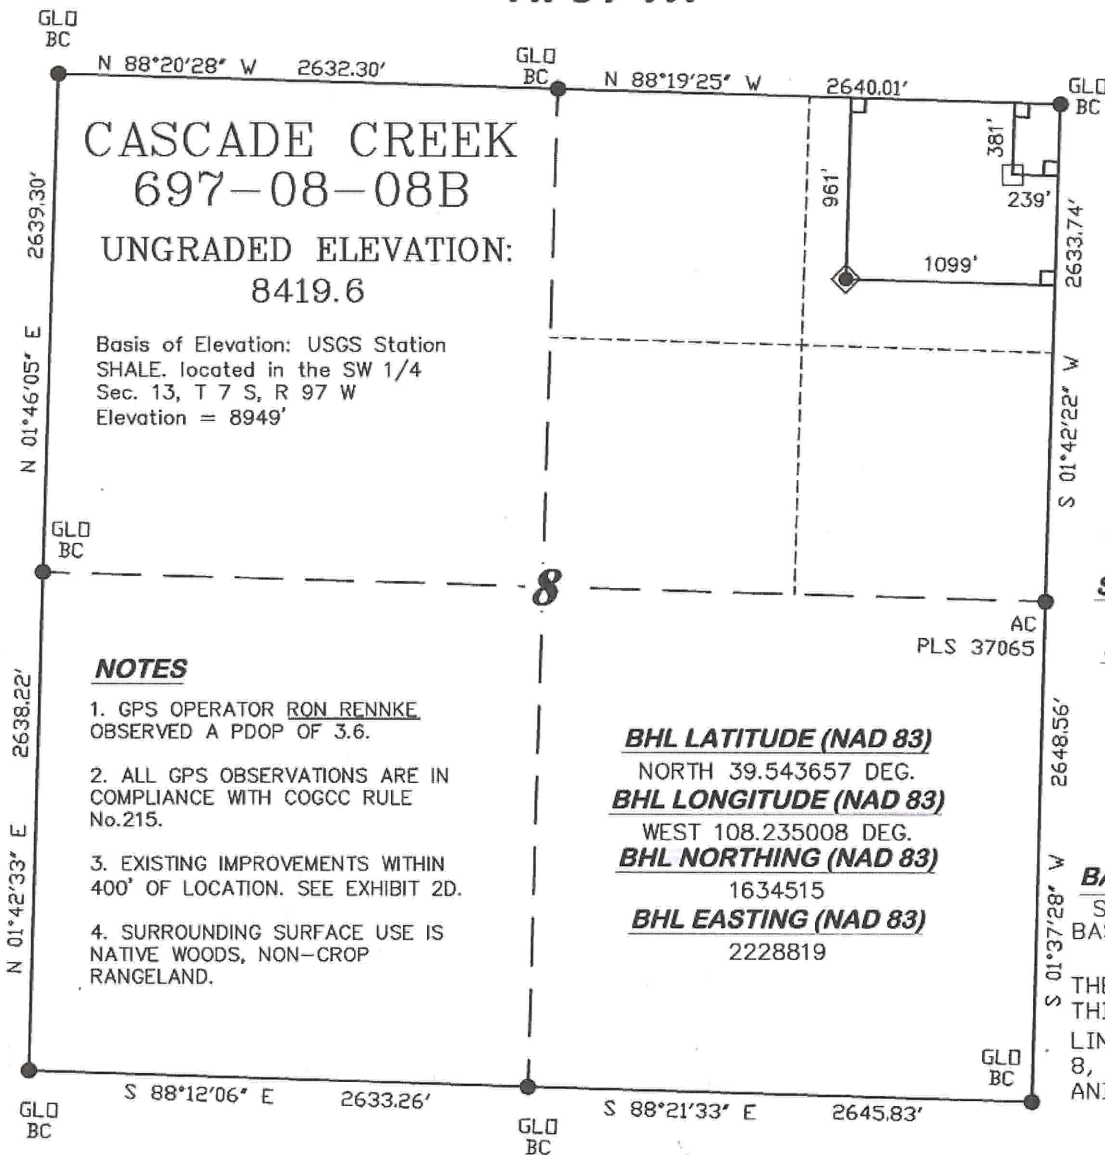 GLO
BC
N 88°20'28" W 2632.30'
GLO
BC
N 88°19'25" W 2640.01'
GLO
BC
CASCADE CREEK
697-08-08B
UNGRADED ELEVATION:
8419.6
Basis of Elevation: USGS Station
SHALE. located in the SW 1/4
Sec. 13, T 7 S, R 97 W
Elevation = 8949'
2639.30'
N 01°46'05" E
961'
381'
239'
1099'
2633.74'
S 01°42'22" W
GLO
BC
8
AC
PLS 37065
2638.22'
N 01°42'33" E
NOTES
1. GPS OPERATOR RON RENNKE
OBSERVED A PDOP OF 3.6.
2. ALL GPS OBSERVATIONS ARE IN
COMPLIANCE WITH COGCC RULE
No.215.
3. EXISTING IMPROVEMENTS WITHIN
400' OF LOCATION. SEE EXHIBIT 2D.
4. SURROUNDING SURFACE USE IS
NATIVE WOODS, NON-CROP
RANGELAND.
BHL LATITUDE (NAD 83)
NORTH 39.543657 DEG.
BHL LONGITUDE (NAD 83)
WEST 108.235008 DEG.
BHL NORTHING (NAD 83)
1634515
BHL EASTING (NAD 83)
2228819
2648.56'
S 01°37'28" W
BA
S
BAS
THE
THI
LIN
8,
AN
GLO
BC
S 88°12'06" E 2633.26'
GLO
BC
S 88°21'33" E 2645.83'
GLO
BC